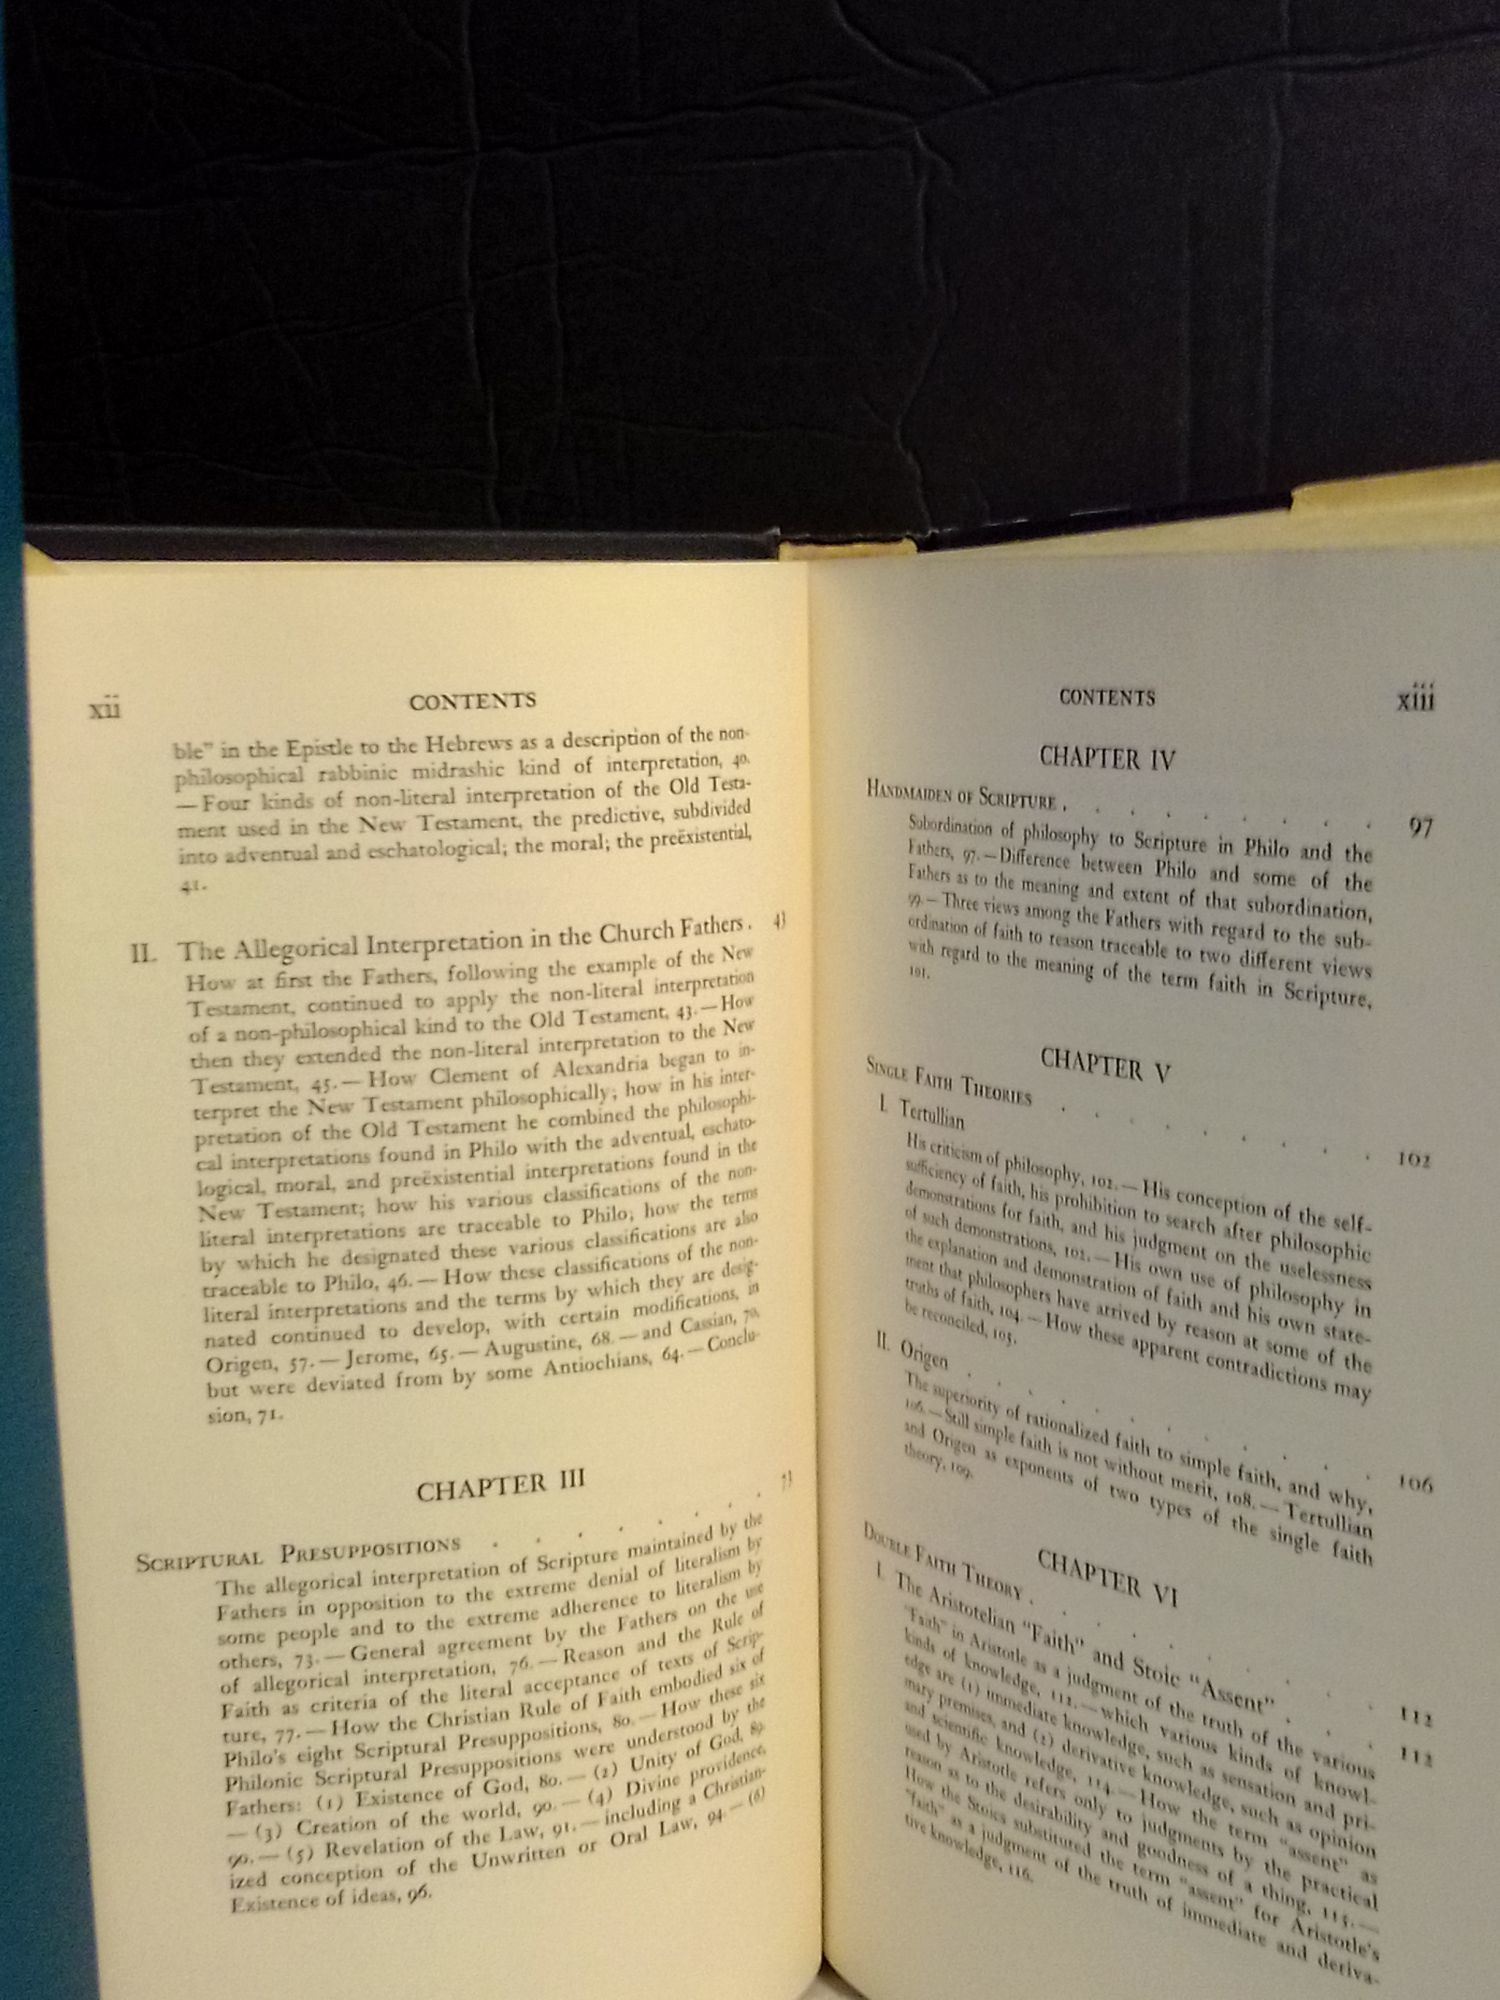 xii
CONTENTS
ble" in the Epistle to the Hebrews as a description of the non-
philosophical rabbinic midrashic kind of interpretation, 40.
—Four kinds of non-literal interpretation of the Old Testa-
ment used in the New Testament, the predictive, subdivided
into adventual and eschatological; the moral; the preëxistential,
41.
II. The Allegorical Interpretation in the Church Fathers . 43
How at first the Fathers, following the example of the New
Testament, continued to apply the non-literal interpretation
of a non-philosophical kind to the Old Testament, 43.—How
then they extended the non-literal interpretation to the New
Testament, 45.—How Clement of Alexandria began to in-
terpret the New Testament philosophically; how in his inter-
pretation of the Old Testament he combined the philosophi-
cal interpretations found in Philo with the adventual, eschato-
logical, moral, and preëxistential interpretations found in the
New Testament; how his various classifications of the non-
literal interpretations are traceable to Philo; how the terms
by which he designated these various classifications are also
traceable to Philo, 46.—How these classifications of the non-
literal interpretations and the terms by which they are desig-
nated continued to develop, with certain modifications, in
Origen, 57.—Jerome, 65.—Augustine, 68.—and Cassian, 70,
but were deviated from by some Antiochians, 64.—Conclu-
sion, 71.
CHAPTER III
SCRIPTURAL PRESUPPOSITIONS . . . . . . . 73
The allegorical interpretation of Scripture maintained by the
Fathers in opposition to the extreme denial of literalism by
some people and to the extreme adherence to literalism by
others, 73.—General agreement by the Fathers on the use
of allegorical interpretation, 76.—Reason and the Rule of
Faith as criteria of the literal acceptance of texts of Scrip-
ture, 77.—How the Christian Rule of Faith embodied six of
Philo's eight Scriptural Presuppositions, 80.—How these six
Philonic Scriptural Presuppositions were understood by the
Fathers: (1) Existence of God, 80.—(2) Unity of God, 89.
—(3) Creation of the world, 90.—(4) Divine providence,
90.—(5) Revelation of the Law, 91.—including a Christian-
ized conception of the Unwritten or Oral Law, 94.—(6)
Existence of ideas, 96.
CONTENTS
xiii
CHAPTER IV
HANDMAIDEN OF SCRIPTURE . . . . . . . . . 97
Subordination of philosophy to Scripture in Philo and the
Fathers, 97.—Difference between Philo and some of the
Fathers as to the meaning and extent of that subordination,
99.—Three views among the Fathers with regard to the sub-
ordination of faith to reason traceable to two different views
with regard to the meaning of the term faith in Scripture,
101.
CHAPTER V
SINGLE FAITH THEORIES . . . . . . . . . 102
I. Tertullian
His criticism of philosophy, 102.—His conception of the self-
sufficiency of faith, his prohibition to search after philosophic
demonstrations for faith, and his judgment on the uselessness
of such demonstrations, 102.—His own use of philosophy in
the explanation and demonstration of faith and his own state-
ment that philosophers have arrived by reason at some of the
truths of faith, 104.—How these apparent contradictions may
be reconciled, 105.
II. Origen . . . . . . . . . . 106
The superiority of rationalized faith to simple faith, and why,
106.—Still simple faith is not without merit, 108.—Tertullian
and Origen as exponents of two types of the single faith
theory, 109.
CHAPTER VI
DOUBLE FAITH THEORY . . . . . . . . . 112
I. The Aristotelian "Faith" and Stoic "Assent" . . . 112
"Faith" in Aristotle as a judgment of the truth of the various
kinds of knowledge, 112.—which various kinds of knowl-
edge are (1) immediate knowledge, such as sensation and pri-
mary premises, and (2) derivative knowledge, such as opinion
and scientific knowledge, 114.—How the term "assent" as
used by Aristotle refers only to judgments by the practical
reason as to the desirability and goodness of a thing, 115.—
How the Stoics substituted the term "assent" for Aristotle's
"faith" as a judgment of the truth of immediate and deriva-
tive knowledge, 116.